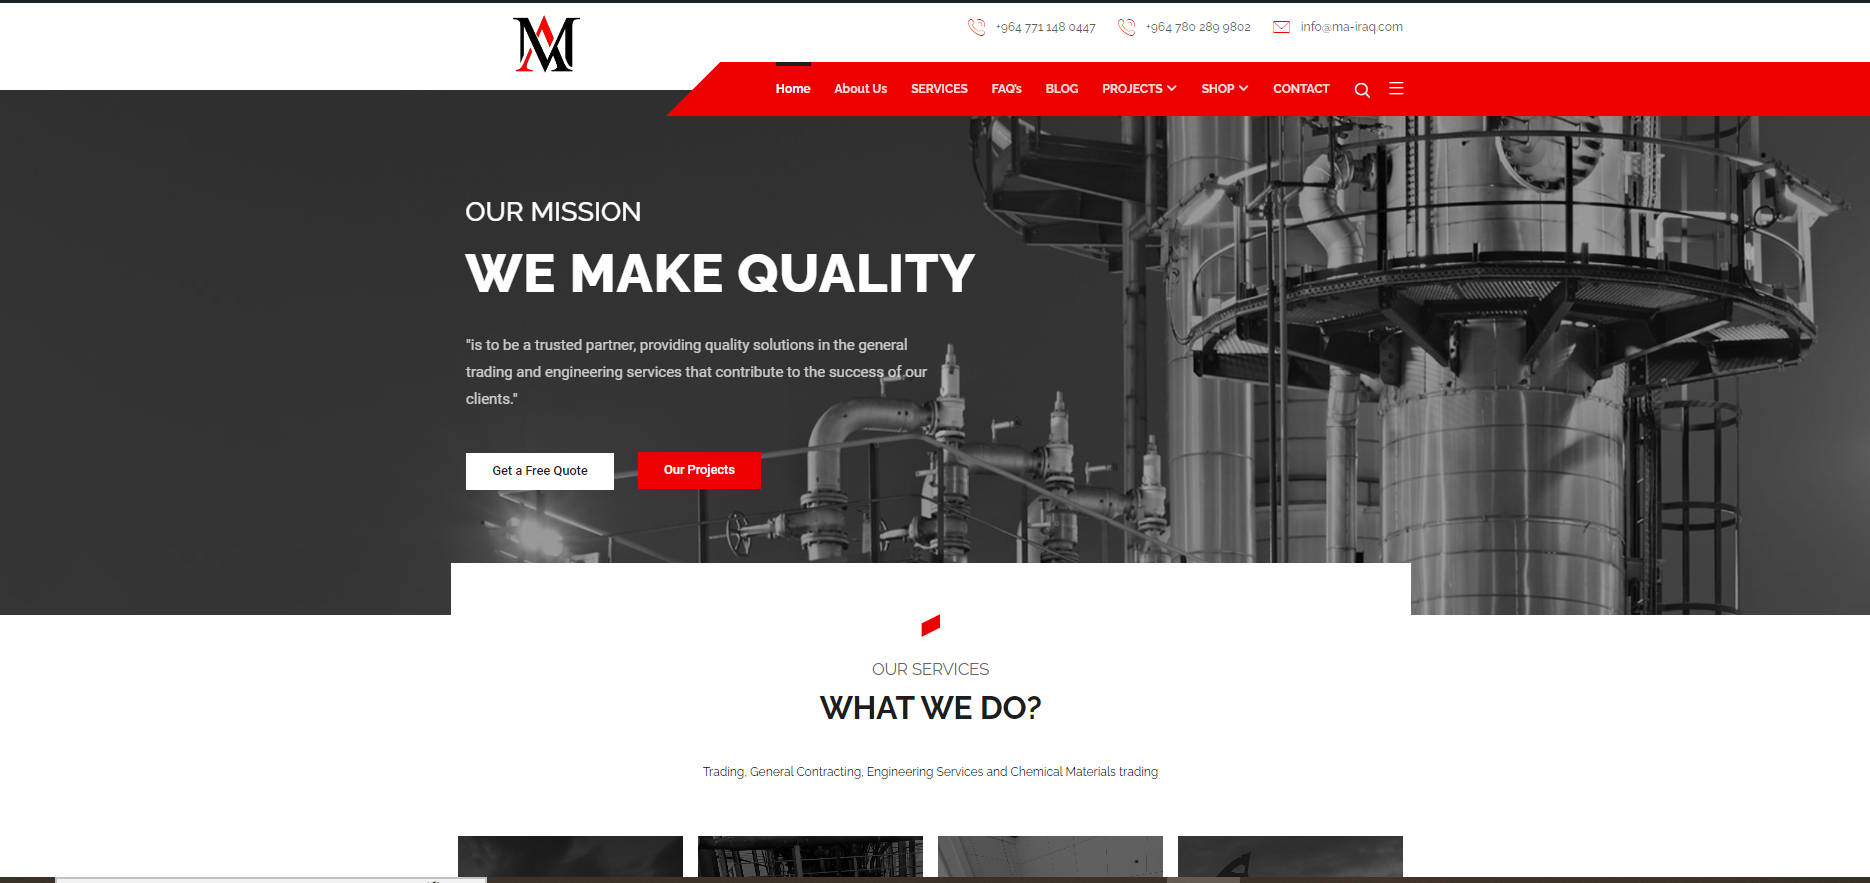 MA
+964 771 148 0447 +964 780 289 9802 info@ma-iraq.com
Home About Us SERVICES FAQ's BLOG PROJECTS SHOP CONTACT
OUR MISSION
WE MAKE QUALITY
"is to be a trusted partner, providing quality solutions in the general
trading and engineering services that contribute to the success of our
clients."
Get a Free Quote Our Projects
OUR SERVICES
WHAT WE DO?
Trading, General Contracting, Engineering Services and Chemical Materials trading